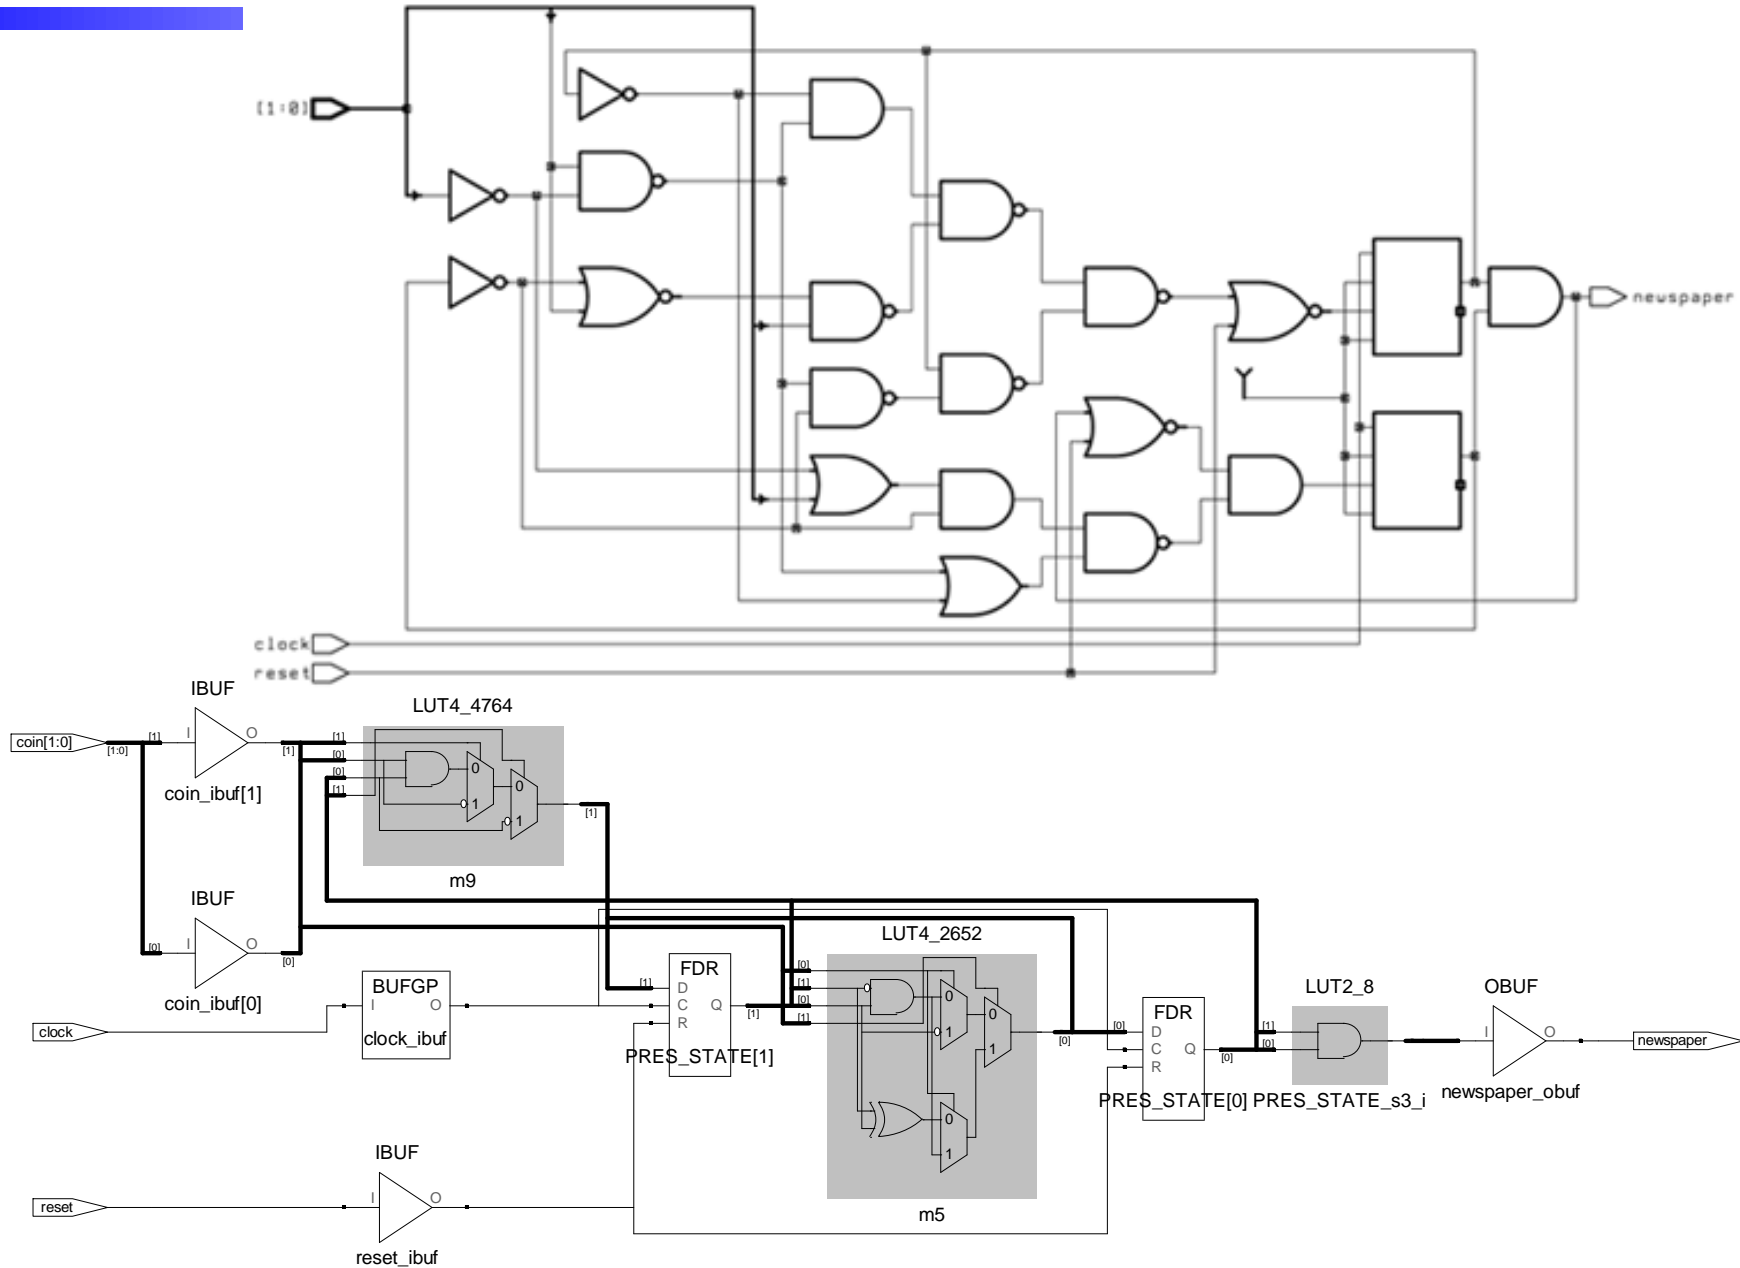 [1:0]
newspaper
clock
reset
IBUF
LUT4_4764
coin[1:0]
[1:0]
[1]
I
O
[1]
[1]
[0]
[0]
[1]
0
1
0
1
[1]
coin_ibuf[1]
m9
IBUF
[0]
I
O
[0]
coin_ibuf[0]
LUT4_2652
BUFGP
I
O
clock_ibuf
clock
FDR
[1]
D
C
Q
R
[1]
PRES_STATE[1]
[0]
[1]
[0]
[1]
0
1
0
1
0
1
[0]
m5
FDR
[0]
D
C
Q
R
[0]
PRES_STATE[0]
LUT2_8
[1]
[0]
PRES_STATE_s3_i
OBUF
I
O
newspaper_obuf
newspaper
IBUF
reset
I
O
reset_ibuf